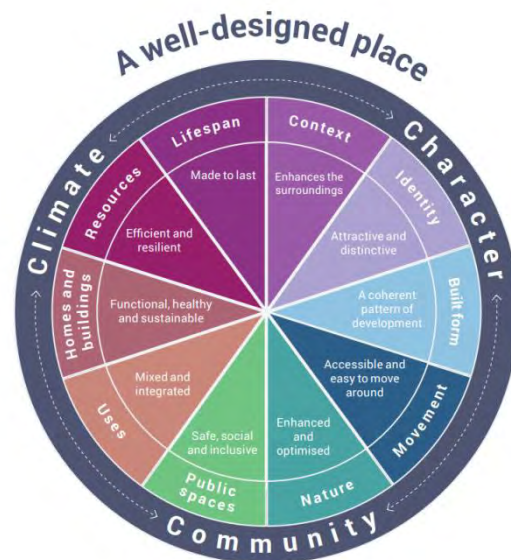 A well-designed place
Climate
Character
Community
Context
Enhances the
surroundings
Identity
Attractive and
distinctive
Built form
A coherent
pattern of
development
Movement
Accessible and
easy to move
around
Nature
Enhanced
and
optimised
Public
spaces
Safe, social
and inclusive
Uses
Mixed and
integrated
Homes and
buildings
Functional, healthy
and sustainable
Resources
Efficient and
resilient
Lifespan
Made to last